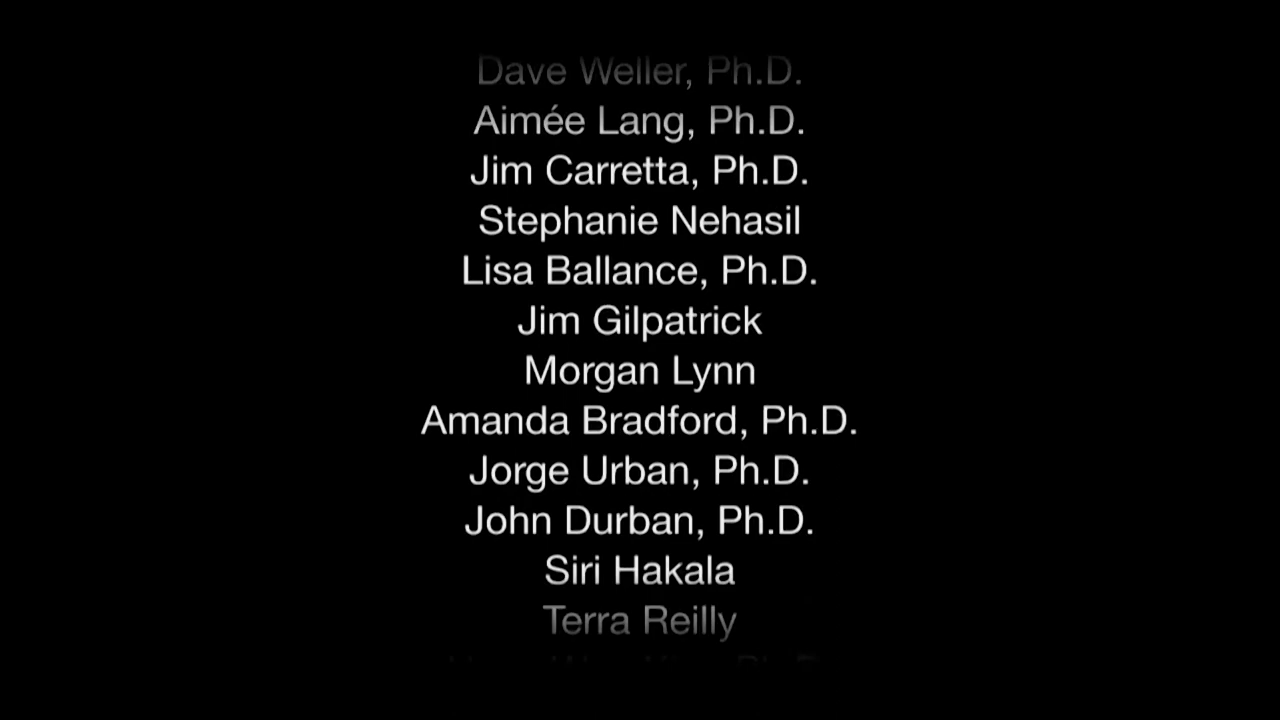 Dave Weller, Ph.D.
Aimée Lang, Ph.D.
Jim Carretta, Ph.D.
Stephanie Nehasil
Lisa Ballance, Ph.D.
Jim Gilpatrick
Morgan Lynn
Amanda Bradford, Ph.D.
Jorge Urban, Ph.D.
John Durban, Ph.D.
Siri Hakala
Terra Reilly